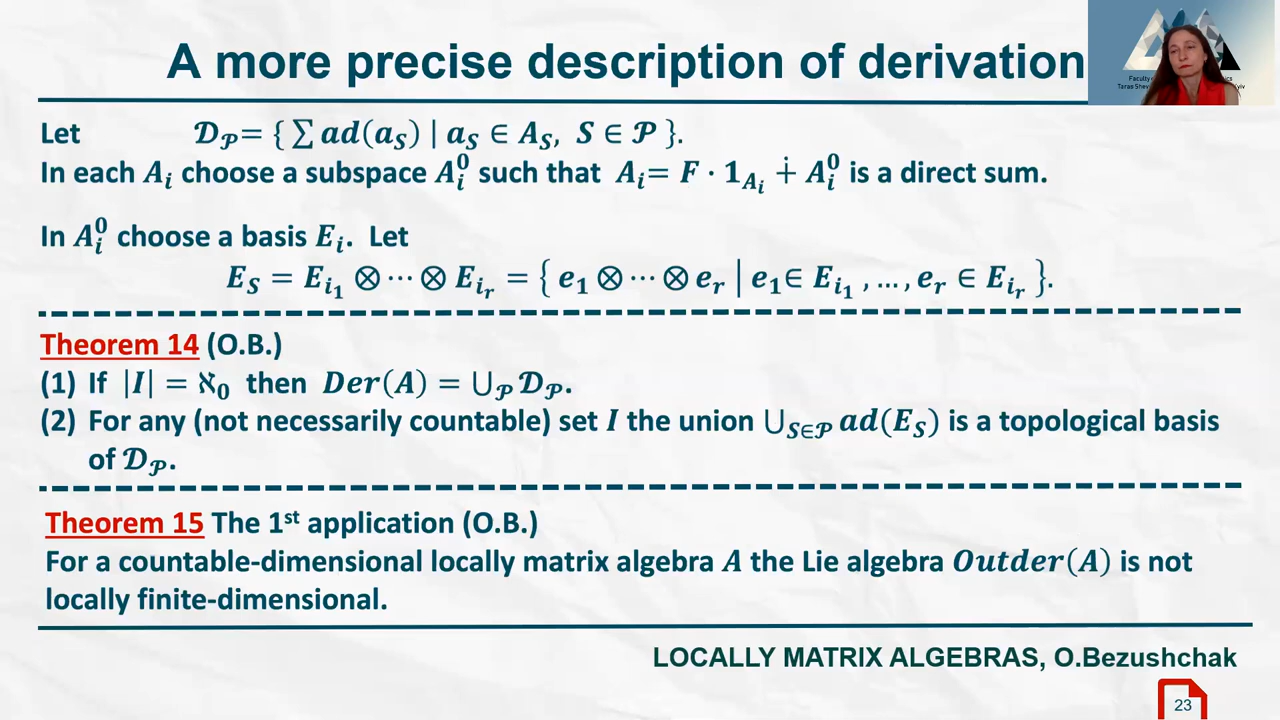 A more precise description of derivation
Faculty
Taras Shev
Let 𝒟_𝒫= { ∑ ad(a_S) | a_S ∈ A_S, S ∈ 𝒫 }.
In each A_i choose a subspace A_i^0 such that A_i= F · 1_{A_i} ∔ A_i^0 is a direct sum.
In A_i^0 choose a basis E_i. Let
E_S = E_{i_1} ⊗ ⋯ ⊗ E_{i_r} = { e_1 ⊗ ⋯ ⊗ e_r | e_1∈ E_{i_1} , … , e_r ∈ E_{i_r} }.
Theorem 14 (O.B.)
(1) If |I| = ℵ_0 then Der(A) = ⋃_𝒫 𝒟_𝒫.
(2) For any (not necessarily countable) set I the union ⋃_{S∈𝒫} ad(E_S) is a topological basis
of 𝒟_𝒫.
Theorem 15 The 1st application (O.B.)
For a countable-dimensional locally matrix algebra A the Lie algebra Outder(A) is not
locally finite-dimensional.
LOCALLY MATRIX ALGEBRAS, O.Bezushchak
23